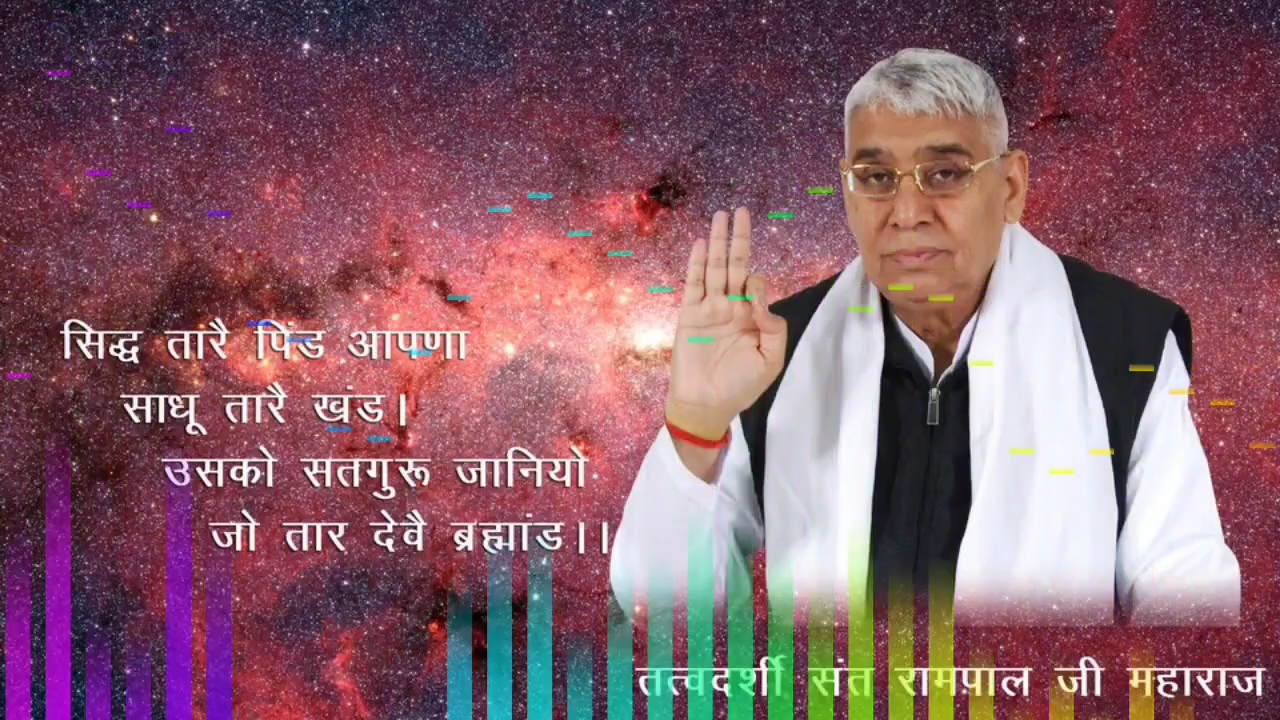 सिद्ध तारै पिंड आपणा
साधू तारै खंड।
उसको सतगुरू जानियो
जो तार देवै ब्रह्मांड।।
तत्वदर्शी संत रामपाल जी महाराज